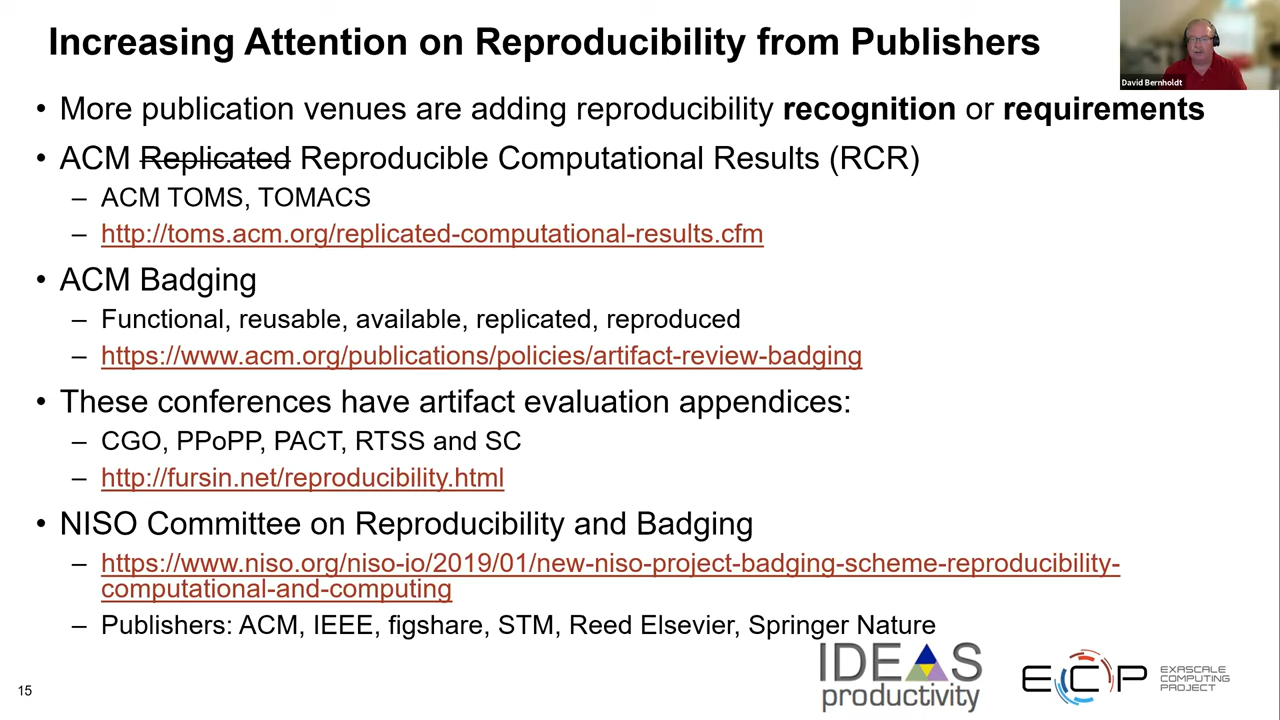 Increasing Attention on Reproducibility from Publishers
David Bernholdt
• More publication venues are adding reproducibility recognition or requirements
• ACM Replicated Reproducible Computational Results (RCR)
– ACM TOMS, TOMACS
– http://toms.acm.org/replicated-computational-results.cfm
• ACM Badging
– Functional, reusable, available, replicated, reproduced
– https://www.acm.org/publications/policies/artifact-review-badging
• These conferences have artifact evaluation appendices:
– CGO, PPoPP, PACT, RTSS and SC
– http://fursin.net/reproducibility.html
• NISO Committee on Reproducibility and Badging
– https://www.niso.org/niso-io/2019/01/new-niso-project-badging-scheme-reproducibility-
computational-and-computing
– Publishers: ACM, IEEE, figshare, STM, Reed Elsevier, Springer Nature
15
IDEAS
productivity
ECP
EXASCALE
COMPUTING
PROJECT